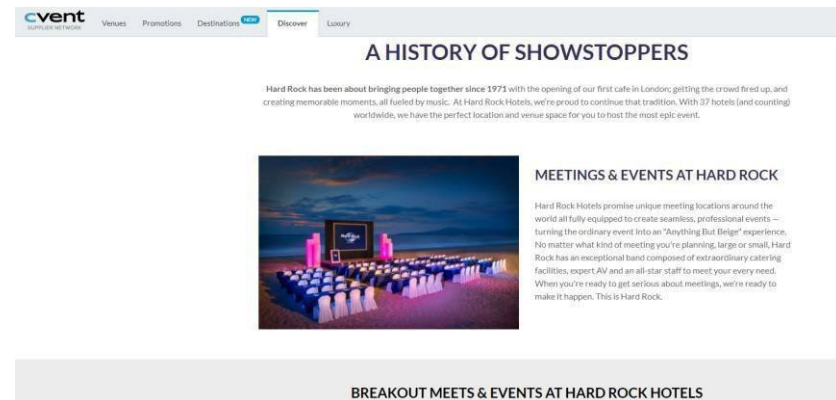 cvent
SUPPLIER NETWORK
Venues Promotions Destinations NEW Discover Luxury
A HISTORY OF SHOWSTOPPERS
Hard Rock has been about bringing people together since 1971 with the opening of our first cafe in London; getting the crowd fired up, and
creating memorable moments, all fueled by music. At Hard Rock Hotels, we're proud to continue that tradition. With 37 hotels (and counting)
worldwide, we have the perfect location and venue space for you to host the most epic event.
MEETINGS & EVENTS AT HARD ROCK
Hard Rock Hotels promise unique meeting locations around the
world all fully equipped to create seamless, professional events —
turning the ordinary event into an "Anything But Beige" experience.
No matter what kind of meeting you're planning, large or small, Hard
Rock has an exceptional band composed of extraordinary catering
facilities, expert AV and an all-star staff to meet your every need.
When you're ready to get serious about meetings, we're ready to
make it happen. This is Hard Rock.
Hard Rock
BREAKOUT MEETS & EVENTS AT HARD ROCK HOTELS